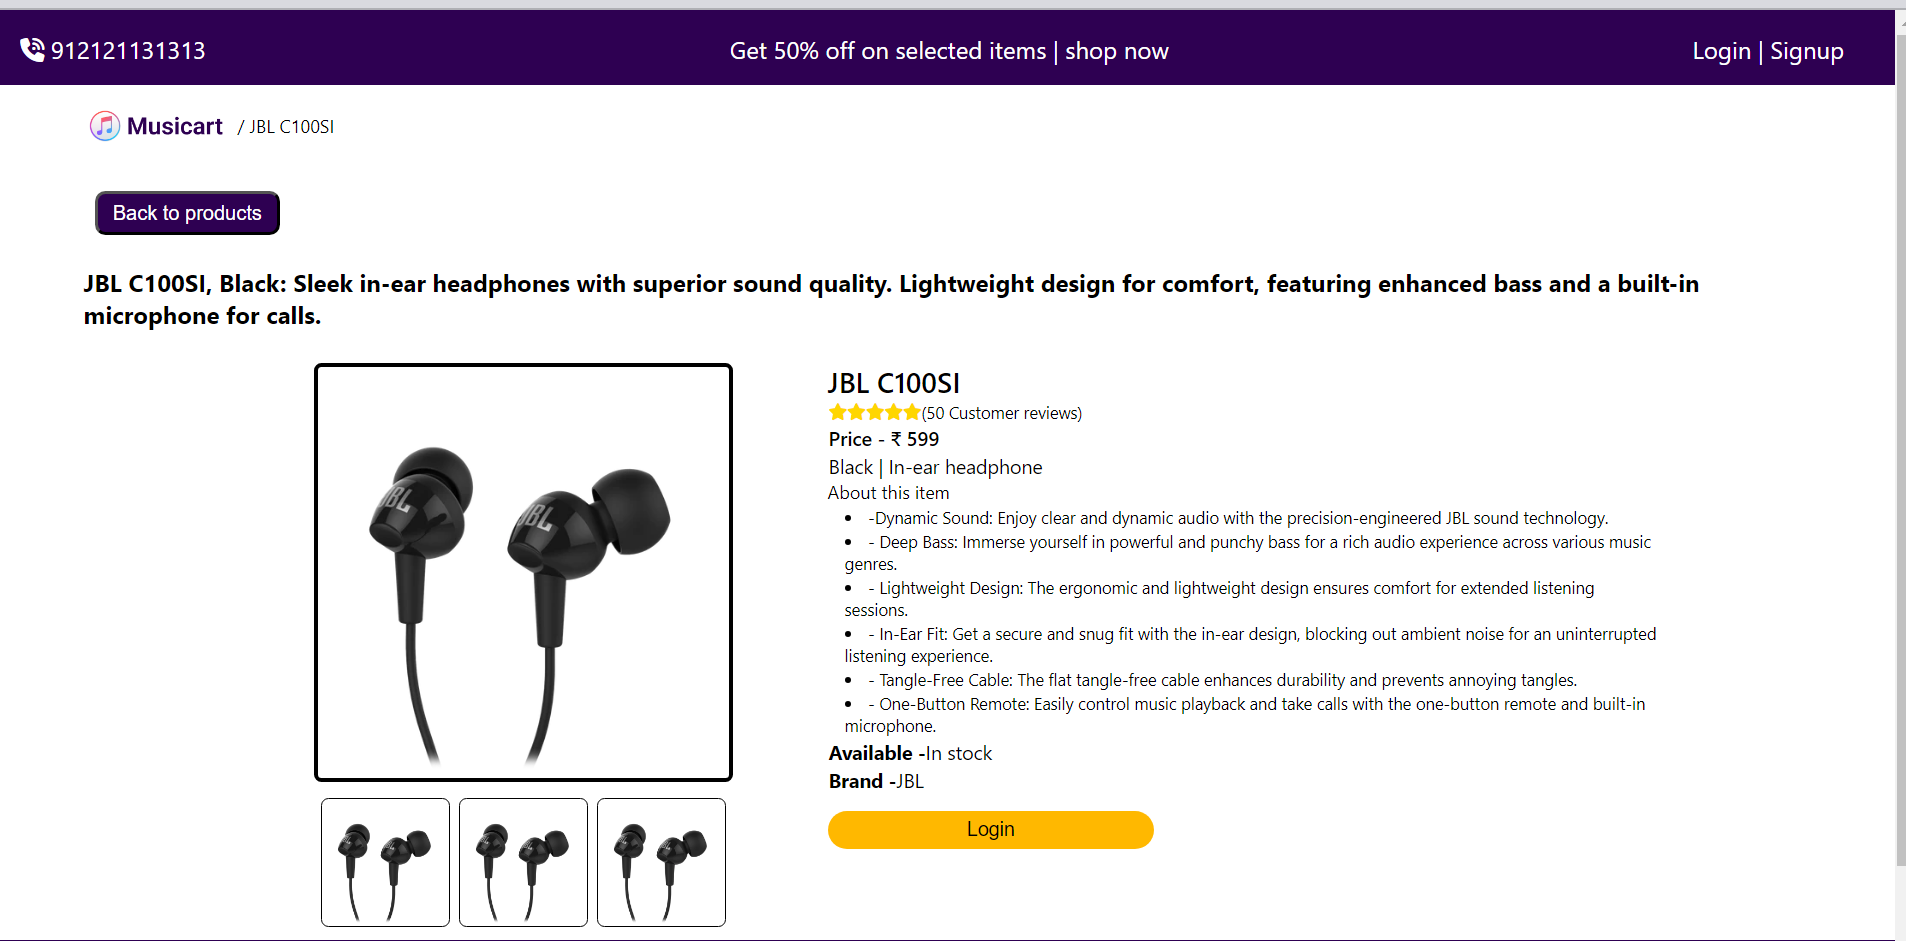 912121131313
Get 50% off on selected items | shop now
Login | Signup
Musicart / JBL C100SI
Back to products
JBL C100SI, Black: Sleek in-ear headphones with superior sound quality. Lightweight design for comfort, featuring enhanced bass and a built-in
microphone for calls.
JBL
JBL
JBL C100SI
(50 Customer reviews)
Price - ₹ 599
Black | In-ear headphone
About this item
• -Dynamic Sound: Enjoy clear and dynamic audio with the precision-engineered JBL sound technology.
• - Deep Bass: Immerse yourself in powerful and punchy bass for a rich audio experience across various music
genres.
• - Lightweight Design: The ergonomic and lightweight design ensures comfort for extended listening
sessions.
• - In-Ear Fit: Get a secure and snug fit with the in-ear design, blocking out ambient noise for an uninterrupted
listening experience.
• - Tangle-Free Cable: The flat tangle-free cable enhances durability and prevents annoying tangles.
• - One-Button Remote: Easily control music playback and take calls with the one-button remote and built-in
microphone.
Available -In stock
Brand -JBL
Login